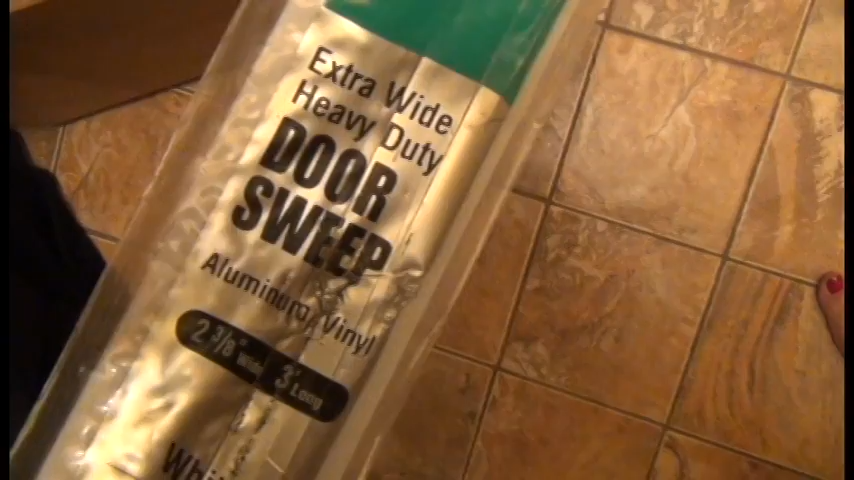 Extra Wide
Heavy Duty
DOOR
SWEEP
Aluminum, Vinyl
2 3/8" Wide 3' Long